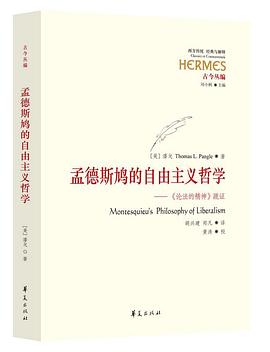 古今丛编
孟德斯鸠的自由主义哲学
[美] 潘戈 著
华夏出版社
西方传统:经典与解释
Classici et Commentarii
HERMES
古今丛编
刘小枫 ● 主编
[美] 潘戈 Thomas L. Pangle ● 著
孟德斯鸠的自由主义哲学
——《论法的精神》疏证
Montesquieu's Philosophy of Liberalism
胡兴建 郑凡 ● 译
黄涛 ● 校
华夏出版社